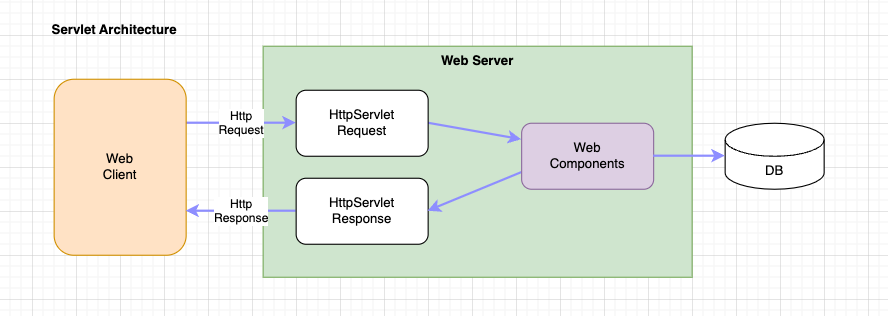 Servlet Architecture
Web Server
Web
Client
Http
Request
HttpServlet
Request
Web
Components
DB
Http
Response
HttpServlet
Response